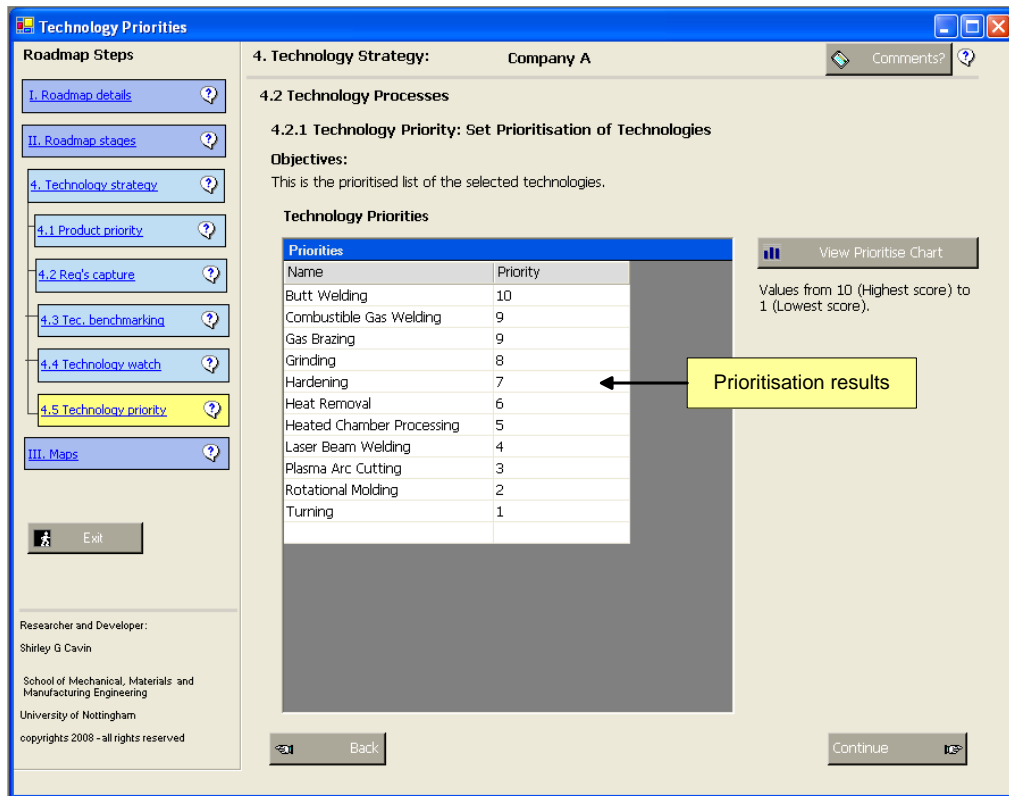 Technology Priorities
Roadmap Steps
I. Roadmap details
II. Roadmap stages
4. Technology strategy
4.1 Product priority
4.2 Req's capture
4.3 Tec. benchmarking
4.4 Technology watch
4.5 Technology priority
III. Maps
Exit
Researcher and Developer:
Shirley G Cavin
School of Mechanical, Materials and
Manufacturing Engineering
University of Nottingham
copyrights 2008 - all rights reserved
4. Technology Strategy: Company A
Comments?
4.2 Technology Processes
4.2.1 Technology Priority: Set Prioritisation of Technologies
Objectives:
This is the prioritised list of the selected technologies.
Technology Priorities
Priorities
Name Priority
Butt Welding 10
Combustible Gas Welding 9
Gas Brazing 9
Grinding 8
Hardening 7
Heat Removal 6
Heated Chamber Processing 5
Laser Beam Welding 4
Plasma Arc Cutting 3
Rotational Molding 2
Turning 1
View Prioritise Chart
Values from 10 (Highest score) to
1 (Lowest score).
Prioritisation results
Back
Continue